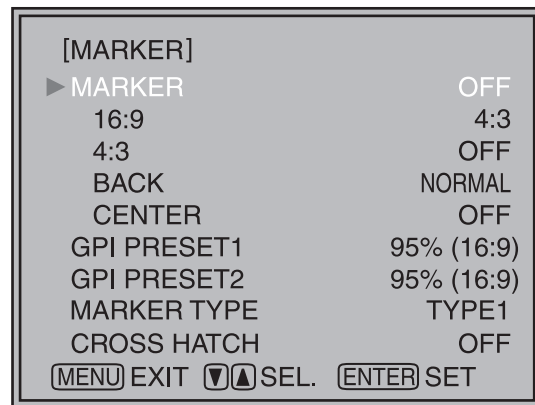 [MARKER]
▶ MARKER OFF
16:9 4:3
4:3 OFF
BACK NORMAL
CENTER OFF
GPI PRESET1 95% (16:9)
GPI PRESET2 95% (16:9)
MARKER TYPE TYPE1
CROSS HATCH OFF
MENU EXIT ▼▲ SEL. ENTER SET